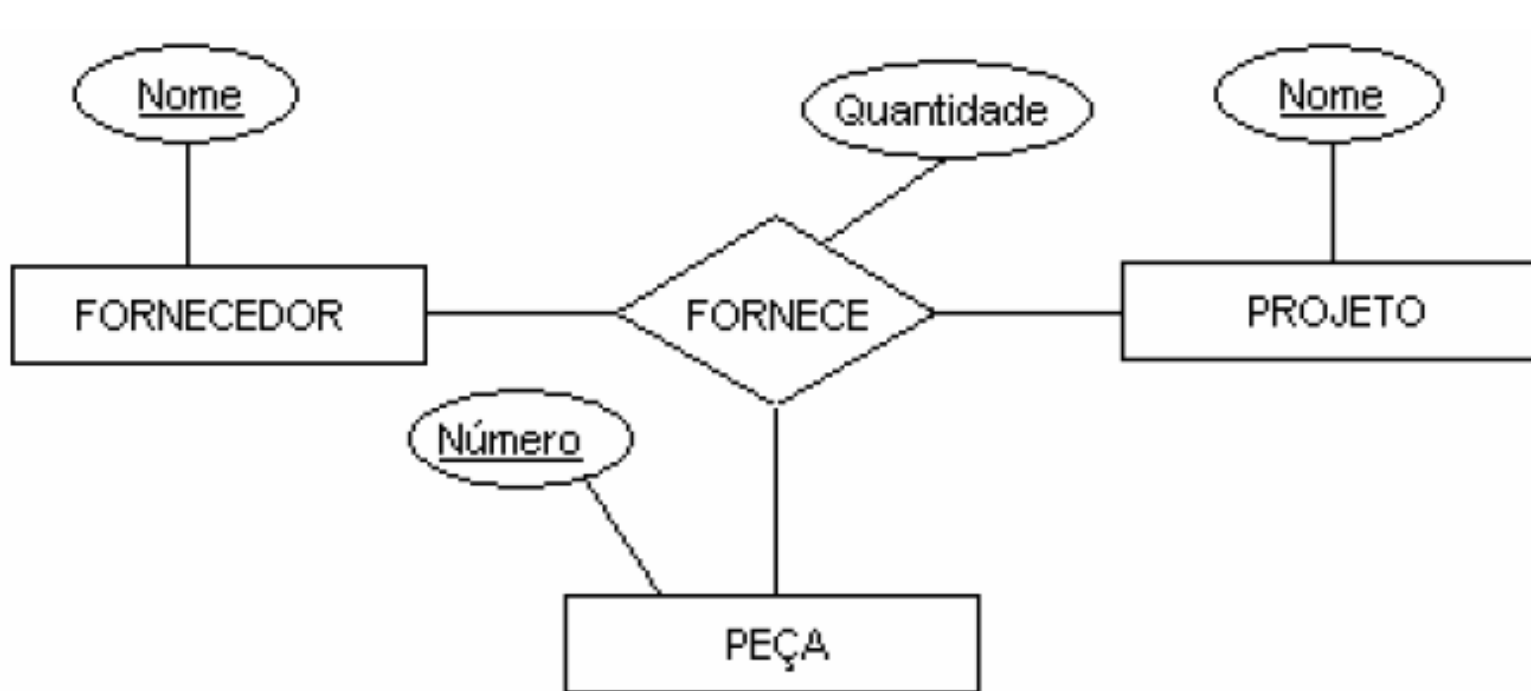 Nome
Quantidade
Nome
FORNECEDOR
FORNECE
PROJETO
Número
PEÇA